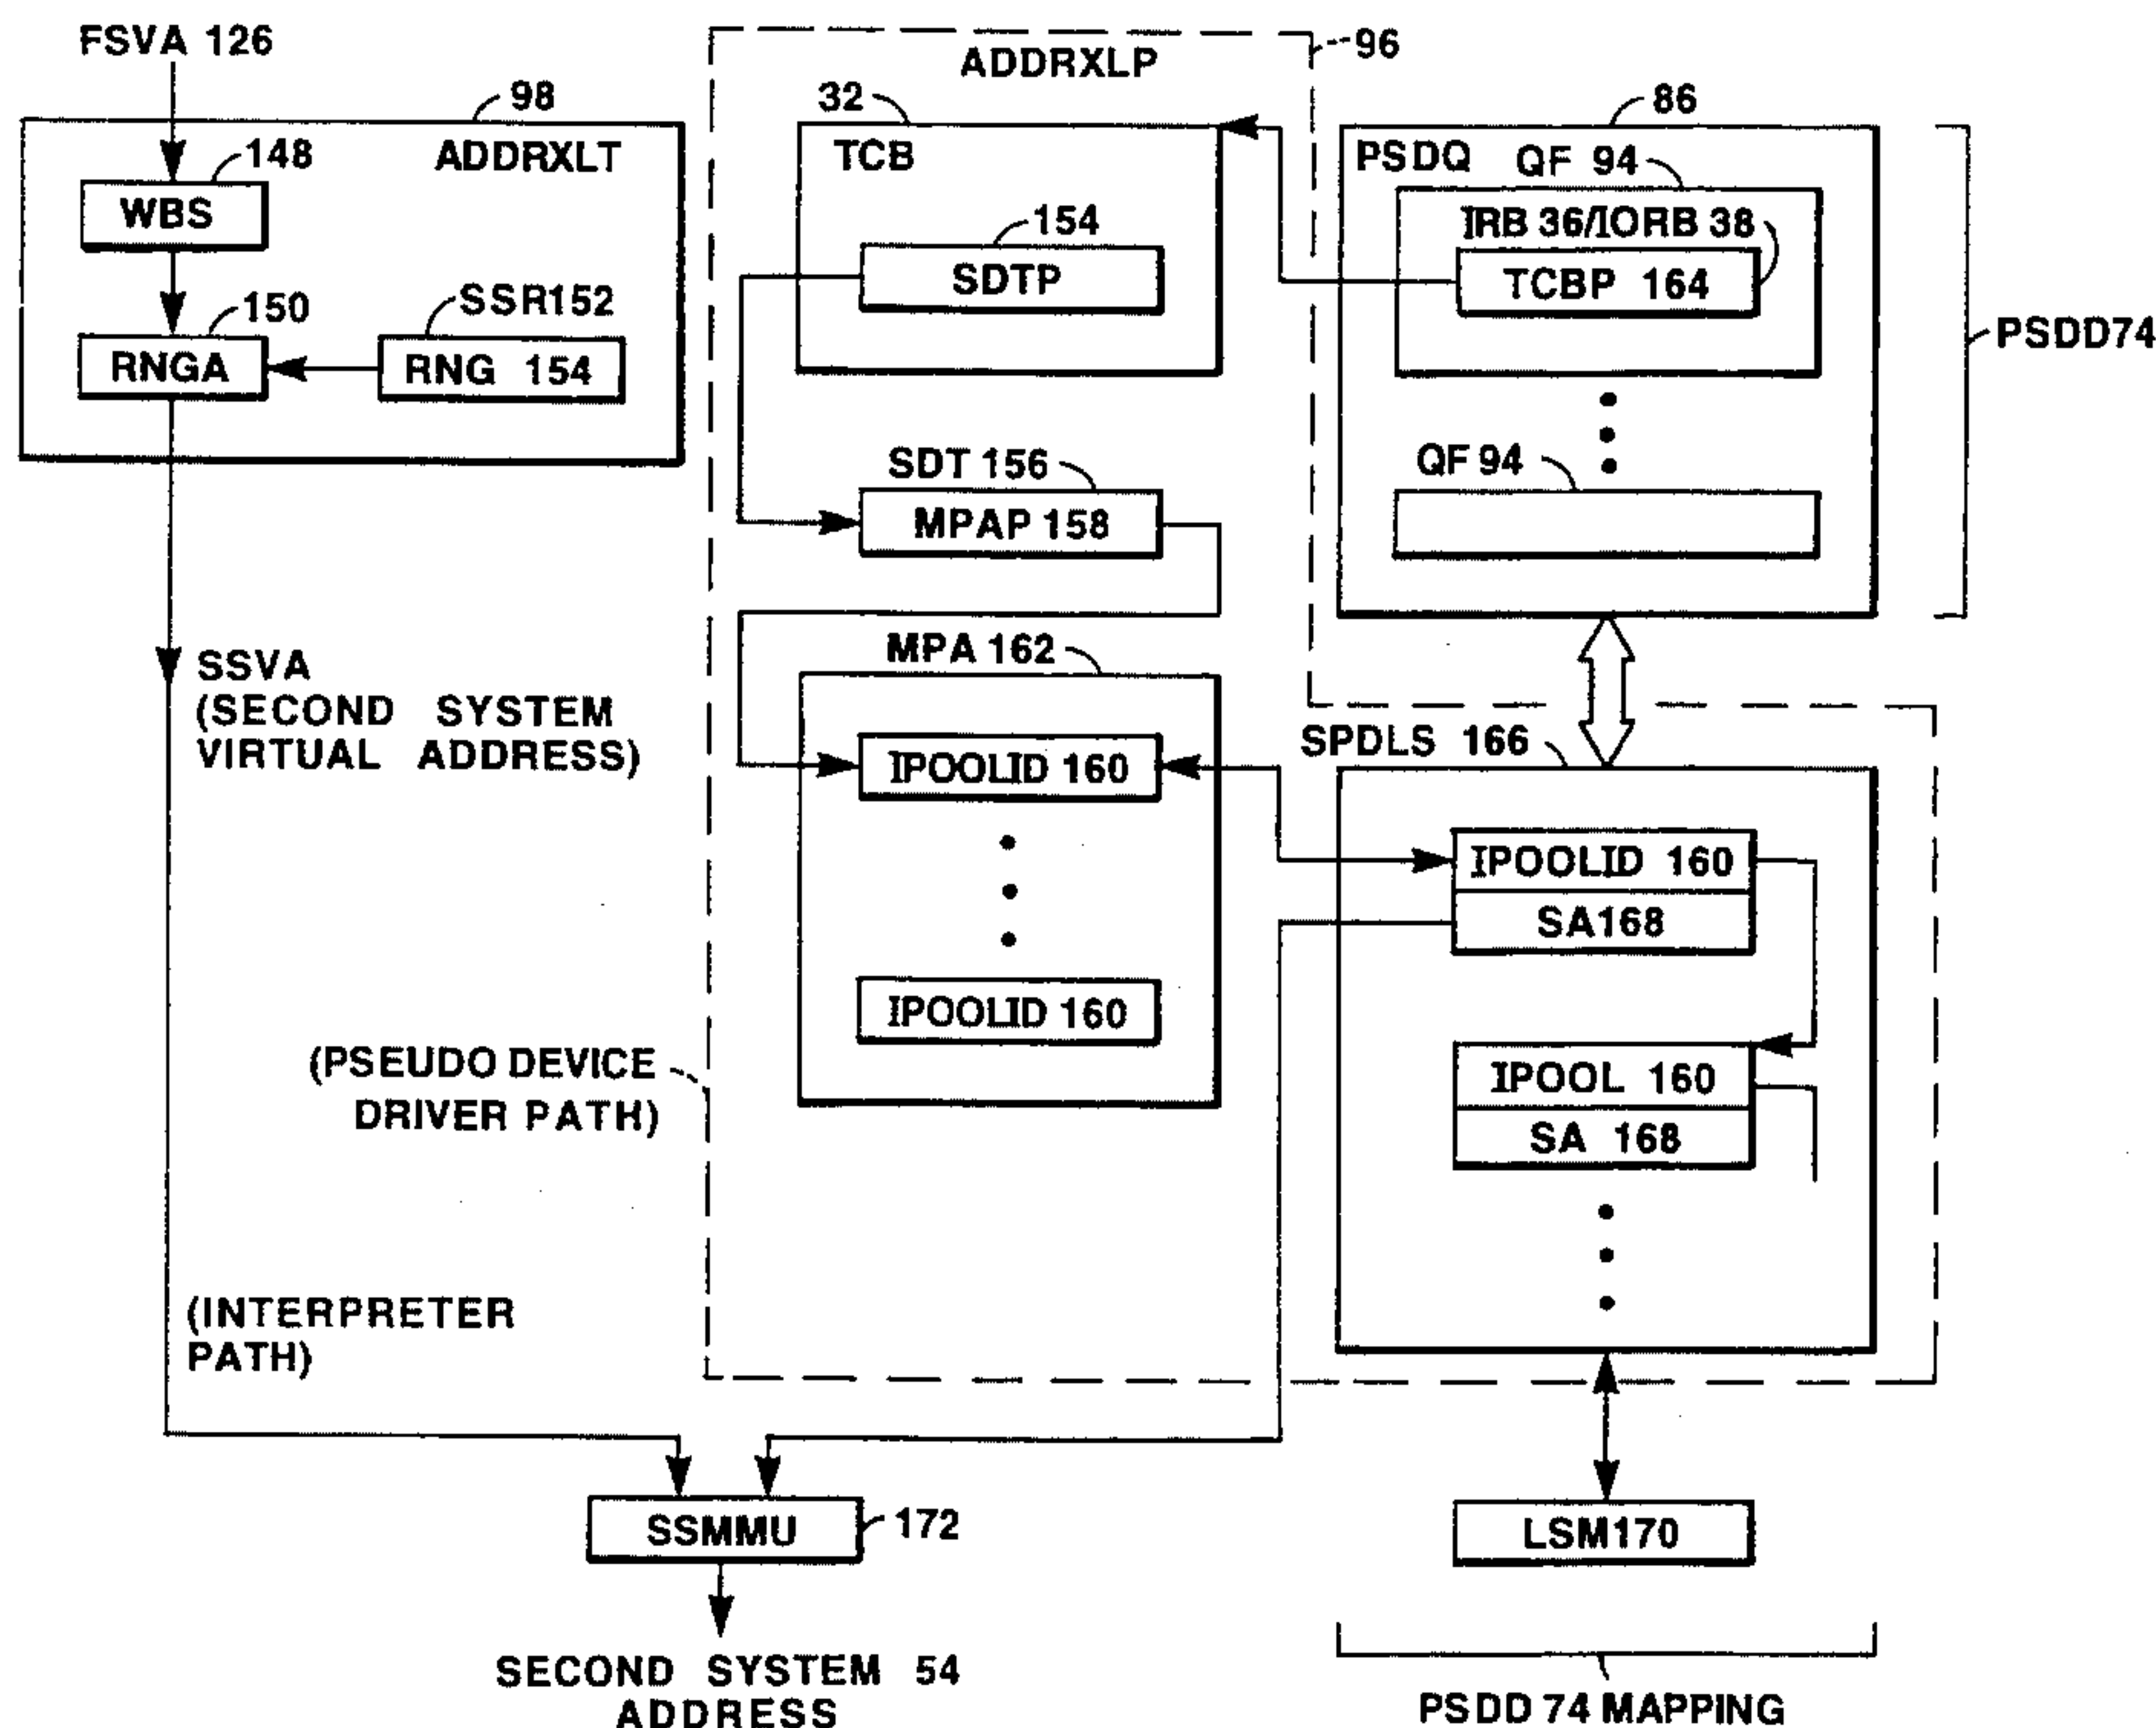 FSVA 126
98
ADDRXLT
148
WBS
150
RNGA
SSR152
RNG 154
SSVA
(SECOND SYSTEM
VIRTUAL ADDRESS)
(INTERPRETER
PATH)
96
ADDRXLP
32
TCB
154
SDTP
SDT 156
MPAP 158
MPA 162
IPOOLID 160
IPOOLID 160
(PSEUDO DEVICE
DRIVER PATH)
86
PSDQ QF 94
IRB 36/IORB 38
TCBP 164
QF 94
PSDD74
SPDLS 166
IPOOLID 160
SA168
IPOOL 160
SA 168
SSMMU
172
SECOND SYSTEM 54
ADDRESS
LSM170
PSDD 74 MAPPING